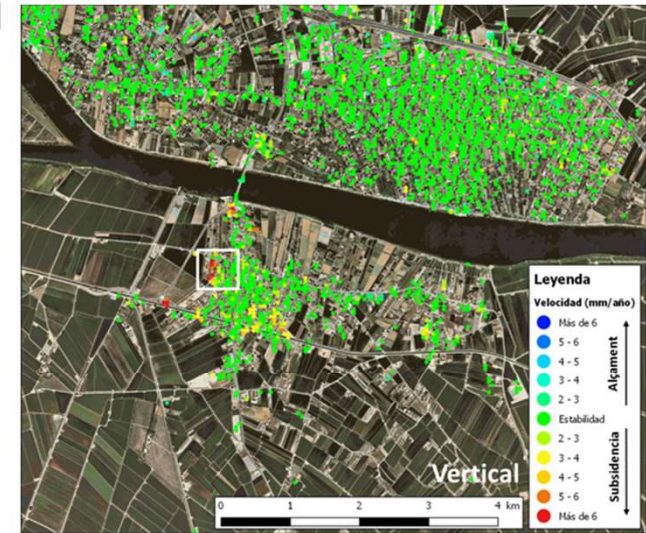 Leyenda
Velocidad (mm/año)
Más de 6
5 - 6
4 - 5
3 - 4
2 - 3
Estabilidad
2 - 3
3 - 4
4 - 5
5 - 6
Más de 6
Alçament
Subsidencia
Vertical
0 1 2 3 4 km